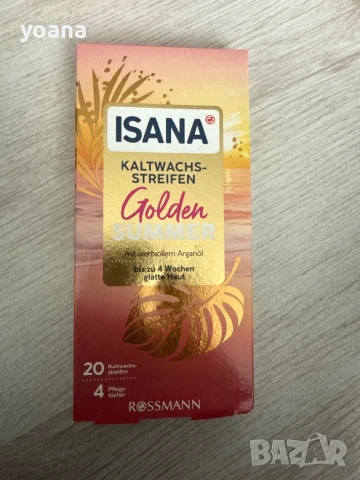 yoana
ISANA
KALTWACHS-
STREIFEN
Golden
SUMMER
mit wertvollem Arganöl
bis zu 4 Wochen
glatte Haut
20 Kaltwachs-
streifen
4 Pflege-
tücher
ROSSMANN
BAZAR